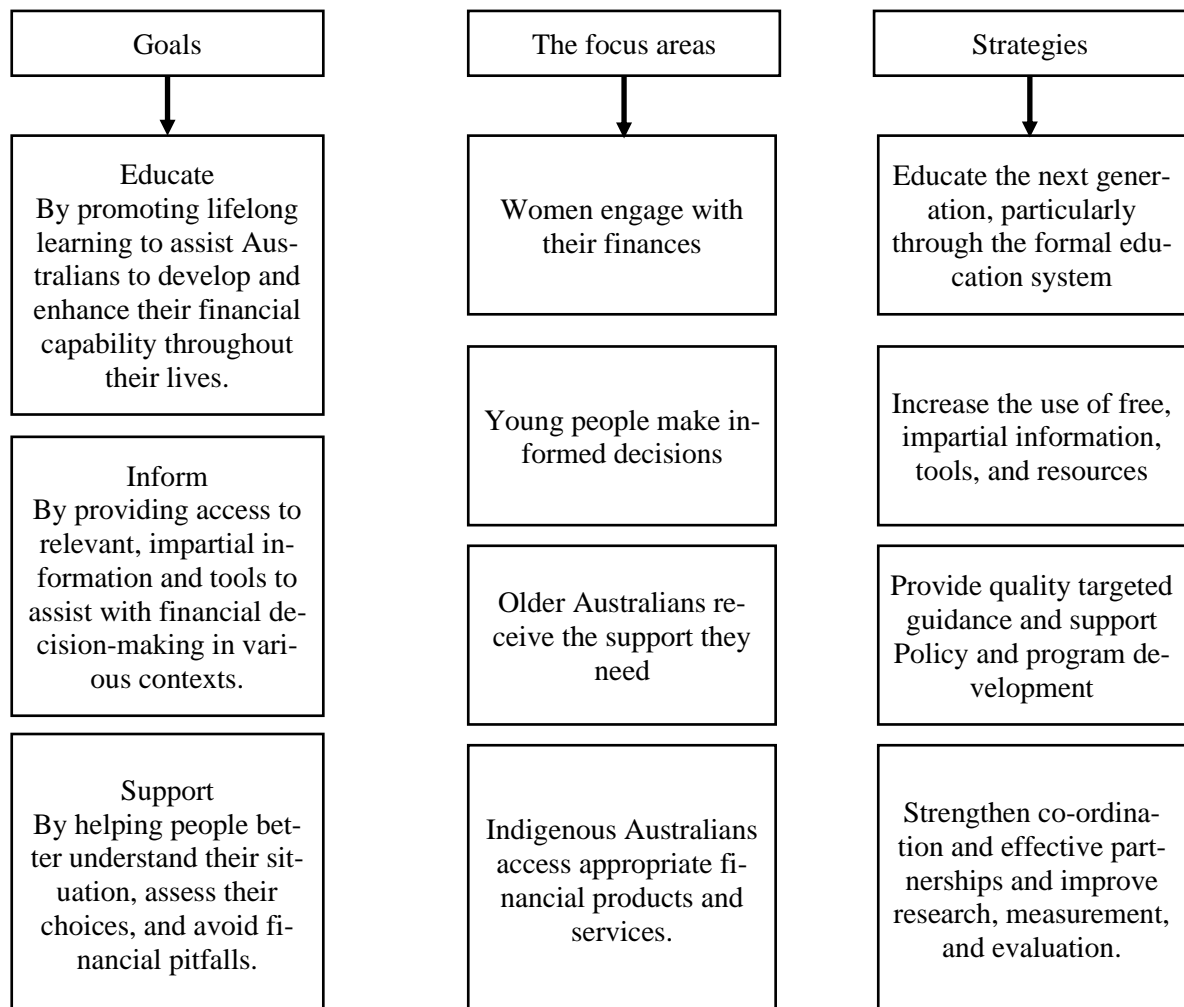 Goals
Educate
By promoting lifelong
learning to assist Aus-
tralians to develop and
enhance their financial
capability throughout
their lives.
Inform
By providing access to
relevant, impartial in-
formation and tools to
assist with financial de-
cision-making in vari-
ous contexts.
Support
By helping people bet-
ter understand their sit-
uation, assess their
choices, and avoid fi-
nancial pitfalls.
The focus areas
Women engage with
their finances
Young people make in-
formed decisions
Older Australians re-
ceive the support they
need
Indigenous Australians
access appropriate fi-
nancial products and
services.
Strategies
Educate the next gener-
ation, particularly
through the formal edu-
cation system
Increase the use of free,
impartial information,
tools, and resources
Provide quality targeted
guidance and support
Policy and program de-
velopment
Strengthen co-ordina-
tion and effective part-
nerships and improve
research, measurement,
and evaluation.